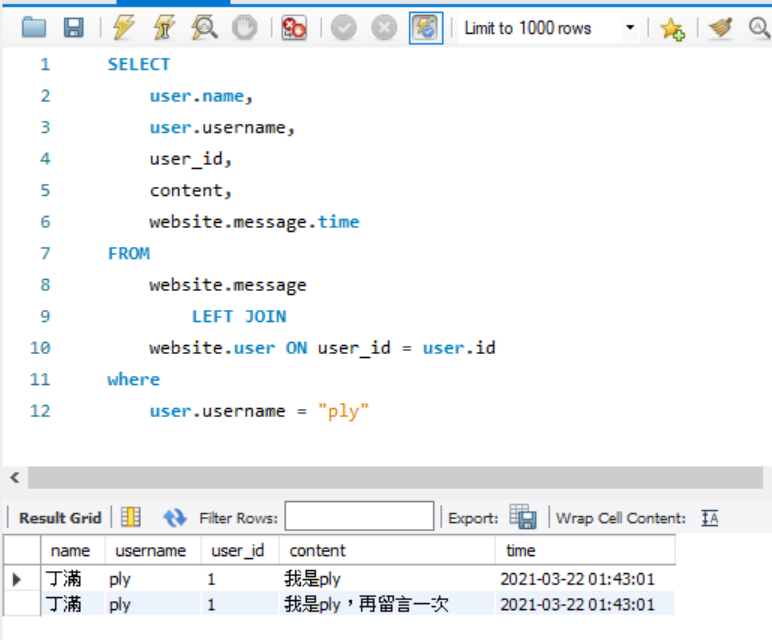 Limit to 1000 rows
1 SELECT
2 user.name,
3 user.username,
4 user_id,
5 content,
6 website.message.time
7 FROM
8 website.message
9 LEFT JOIN
10 website.user ON user_id = user.id
11 where
12 user.username = "ply"
Result Grid Filter Rows: Export: Wrap Cell Content: IA
name username user_id content time
丁滿 ply 1 我是ply 2021-03-22 01:43:01
丁滿 ply 1 我是ply，再留言一次 2021-03-22 01:43:01